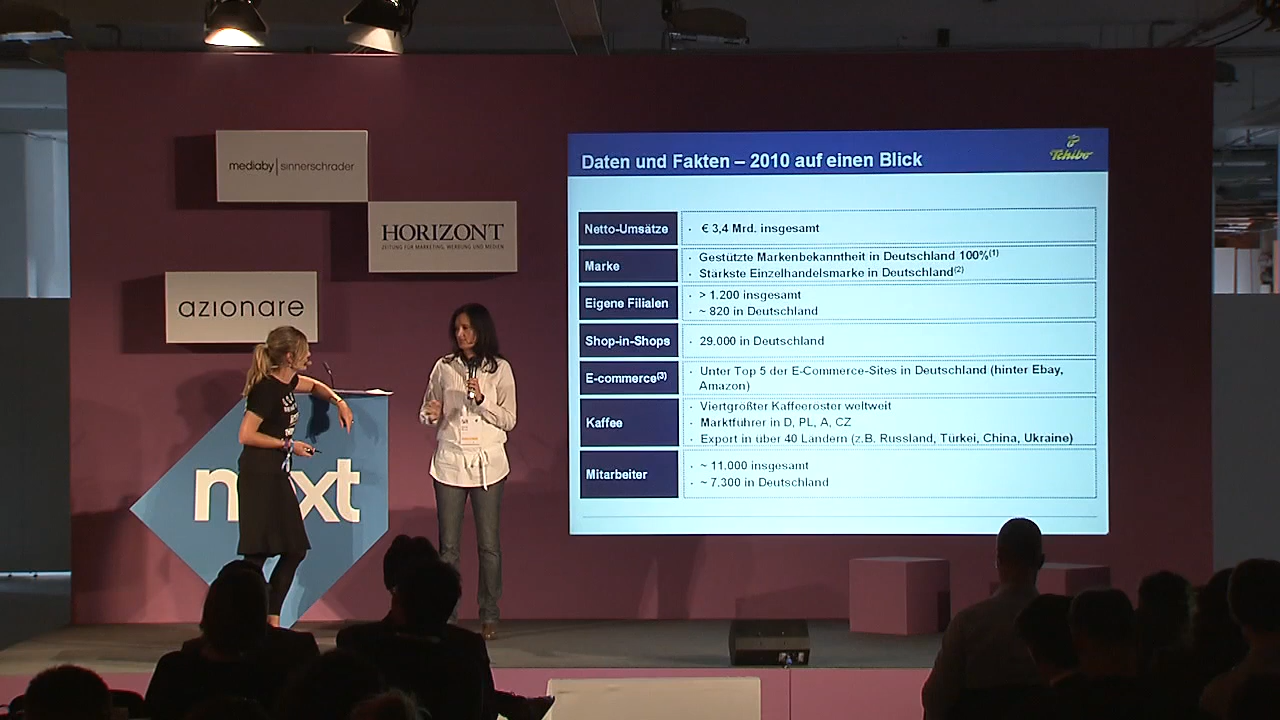 mediaby | sinnerschrader
HORIZONT
ZEITUNG FÜR MARKETING, WERBUNG UND MEDIEN
azionare
next
Daten und Fakten – 2010 auf einen Blick
Tchibo
Netto-Umsätze
· € 3,4 Mrd. insgesamt
Marke
· Gestützte Markenbekanntheit in Deutschland 100%(1)
· Stärkste Einzelhandelsmarke in Deutschland(2)
Eigene Filialen
· > 1.200 insgesamt
· ~ 820 in Deutschland
Shop-in-Shops
· 29.000 in Deutschland
E-commerce(3)
· Unter Top 5 der E-Commerce-Sites in Deutschland (hinter Ebay,
Amazon)
Kaffee
· Viertgrößter Kaffeeröster weltweit
· Marktführer in D, PL, A, CZ
· Export in über 40 Ländern (z.B. Russland, Türkei, China, Ukraine)
Mitarbeiter
· ~ 11.000 insgesamt
· ~ 7.300 in Deutschland